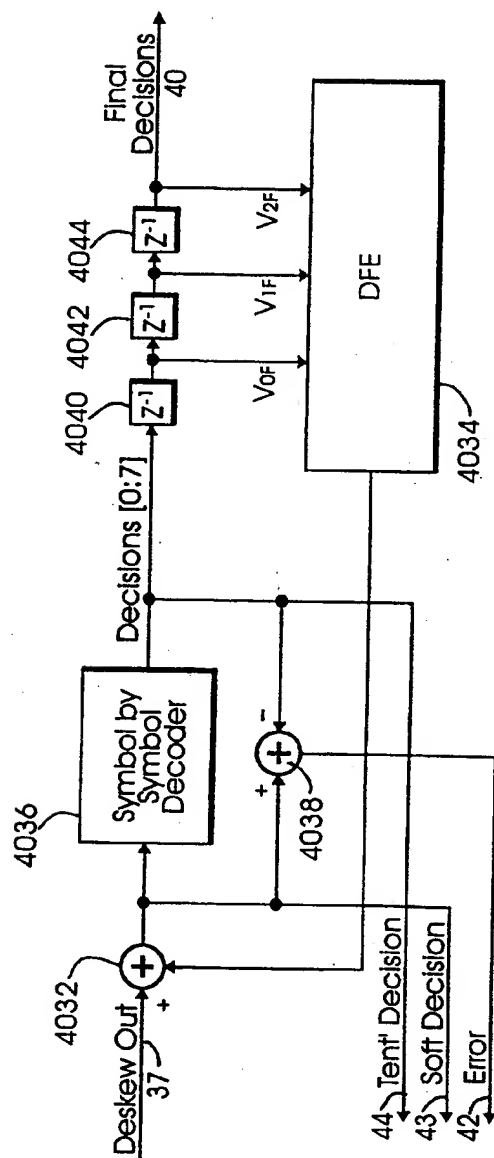 Deskew Out
37
4032
+
+
4036
Symbol by
Symbol
Decoder
Decisions [0:7]
4040
Z⁻¹
4042
Z⁻¹
4044
Z⁻¹
Final
Decisions
40
V0F
V1F
V2F
DFE
4034
+
+
-
4038
44
Tent' Decision
43
Soft Decision
42
Error